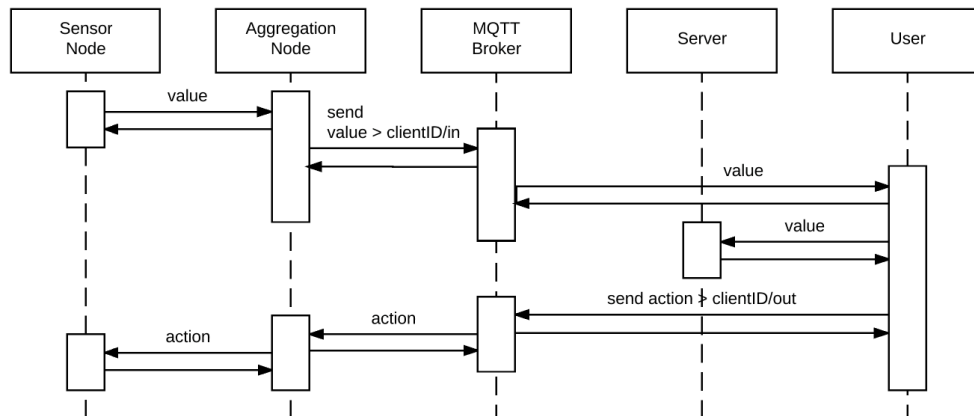 Sensor
Node
Aggregation
Node
MQTT
Broker
Server
User
value
send
value > clientID/in
value
value
send action > clientID/out
action
action